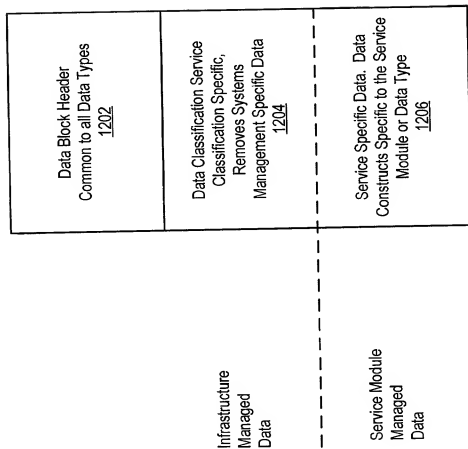 Data Block Header
Common to all Data Types
1202
Data Classification Service
Classification Specific,
Removes Systems
Management Specific Data
1204
Service Specific Data. Data
Constructs Specific to the Service
Module or Data Type
1206
Infrastructure
Managed
Data
Service Module
Managed
Data